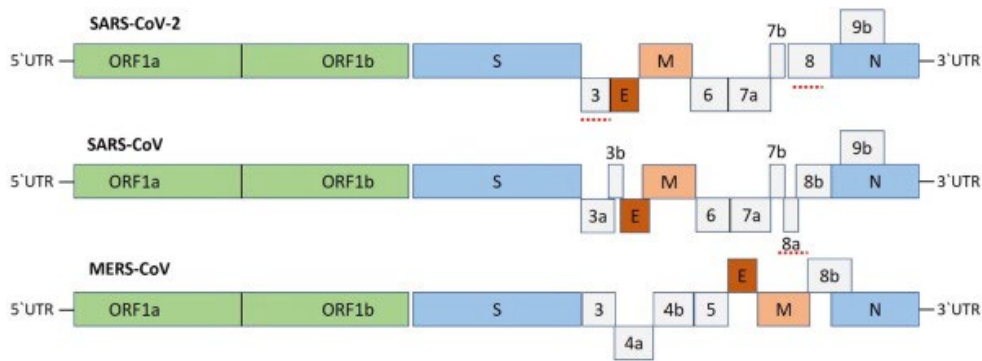 SARS-CoV-2
7b 9b
5`UTR ORF1a ORF1b S M 8 N 3`UTR
3 E 6 7a
SARS-CoV
3b 7b 9b
5`UTR ORF1a ORF1b S M 8b N 3`UTR
3a E 6 7a
8a
MERS-CoV
E 8b
5`UTR ORF1a ORF1b S 3 4b 5 M N 3`UTR
4a